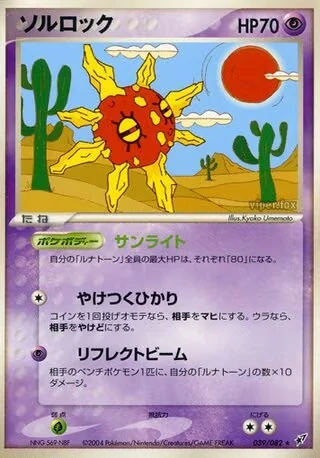 ソルロック HP70
viper.fox
Illus.Kyoko Umemoto
たね
ポケボディー サンライト
自分の「ルナトーン」全員の最大HPは、それぞれ「80」になる。
やけつくひかり
コインを1回投げオモテなら、相手をマヒにする。ウラなら、
相手をやけどにする。
リフレクトビーム
相手のベンチポケモン1匹に、自分の「ルナトーン」の数×10
ダメージ。
弱点 抵抗力 にげる
©2004 Pokémon/Nintendo/Creatures/GAME FREAK 039/082 ★